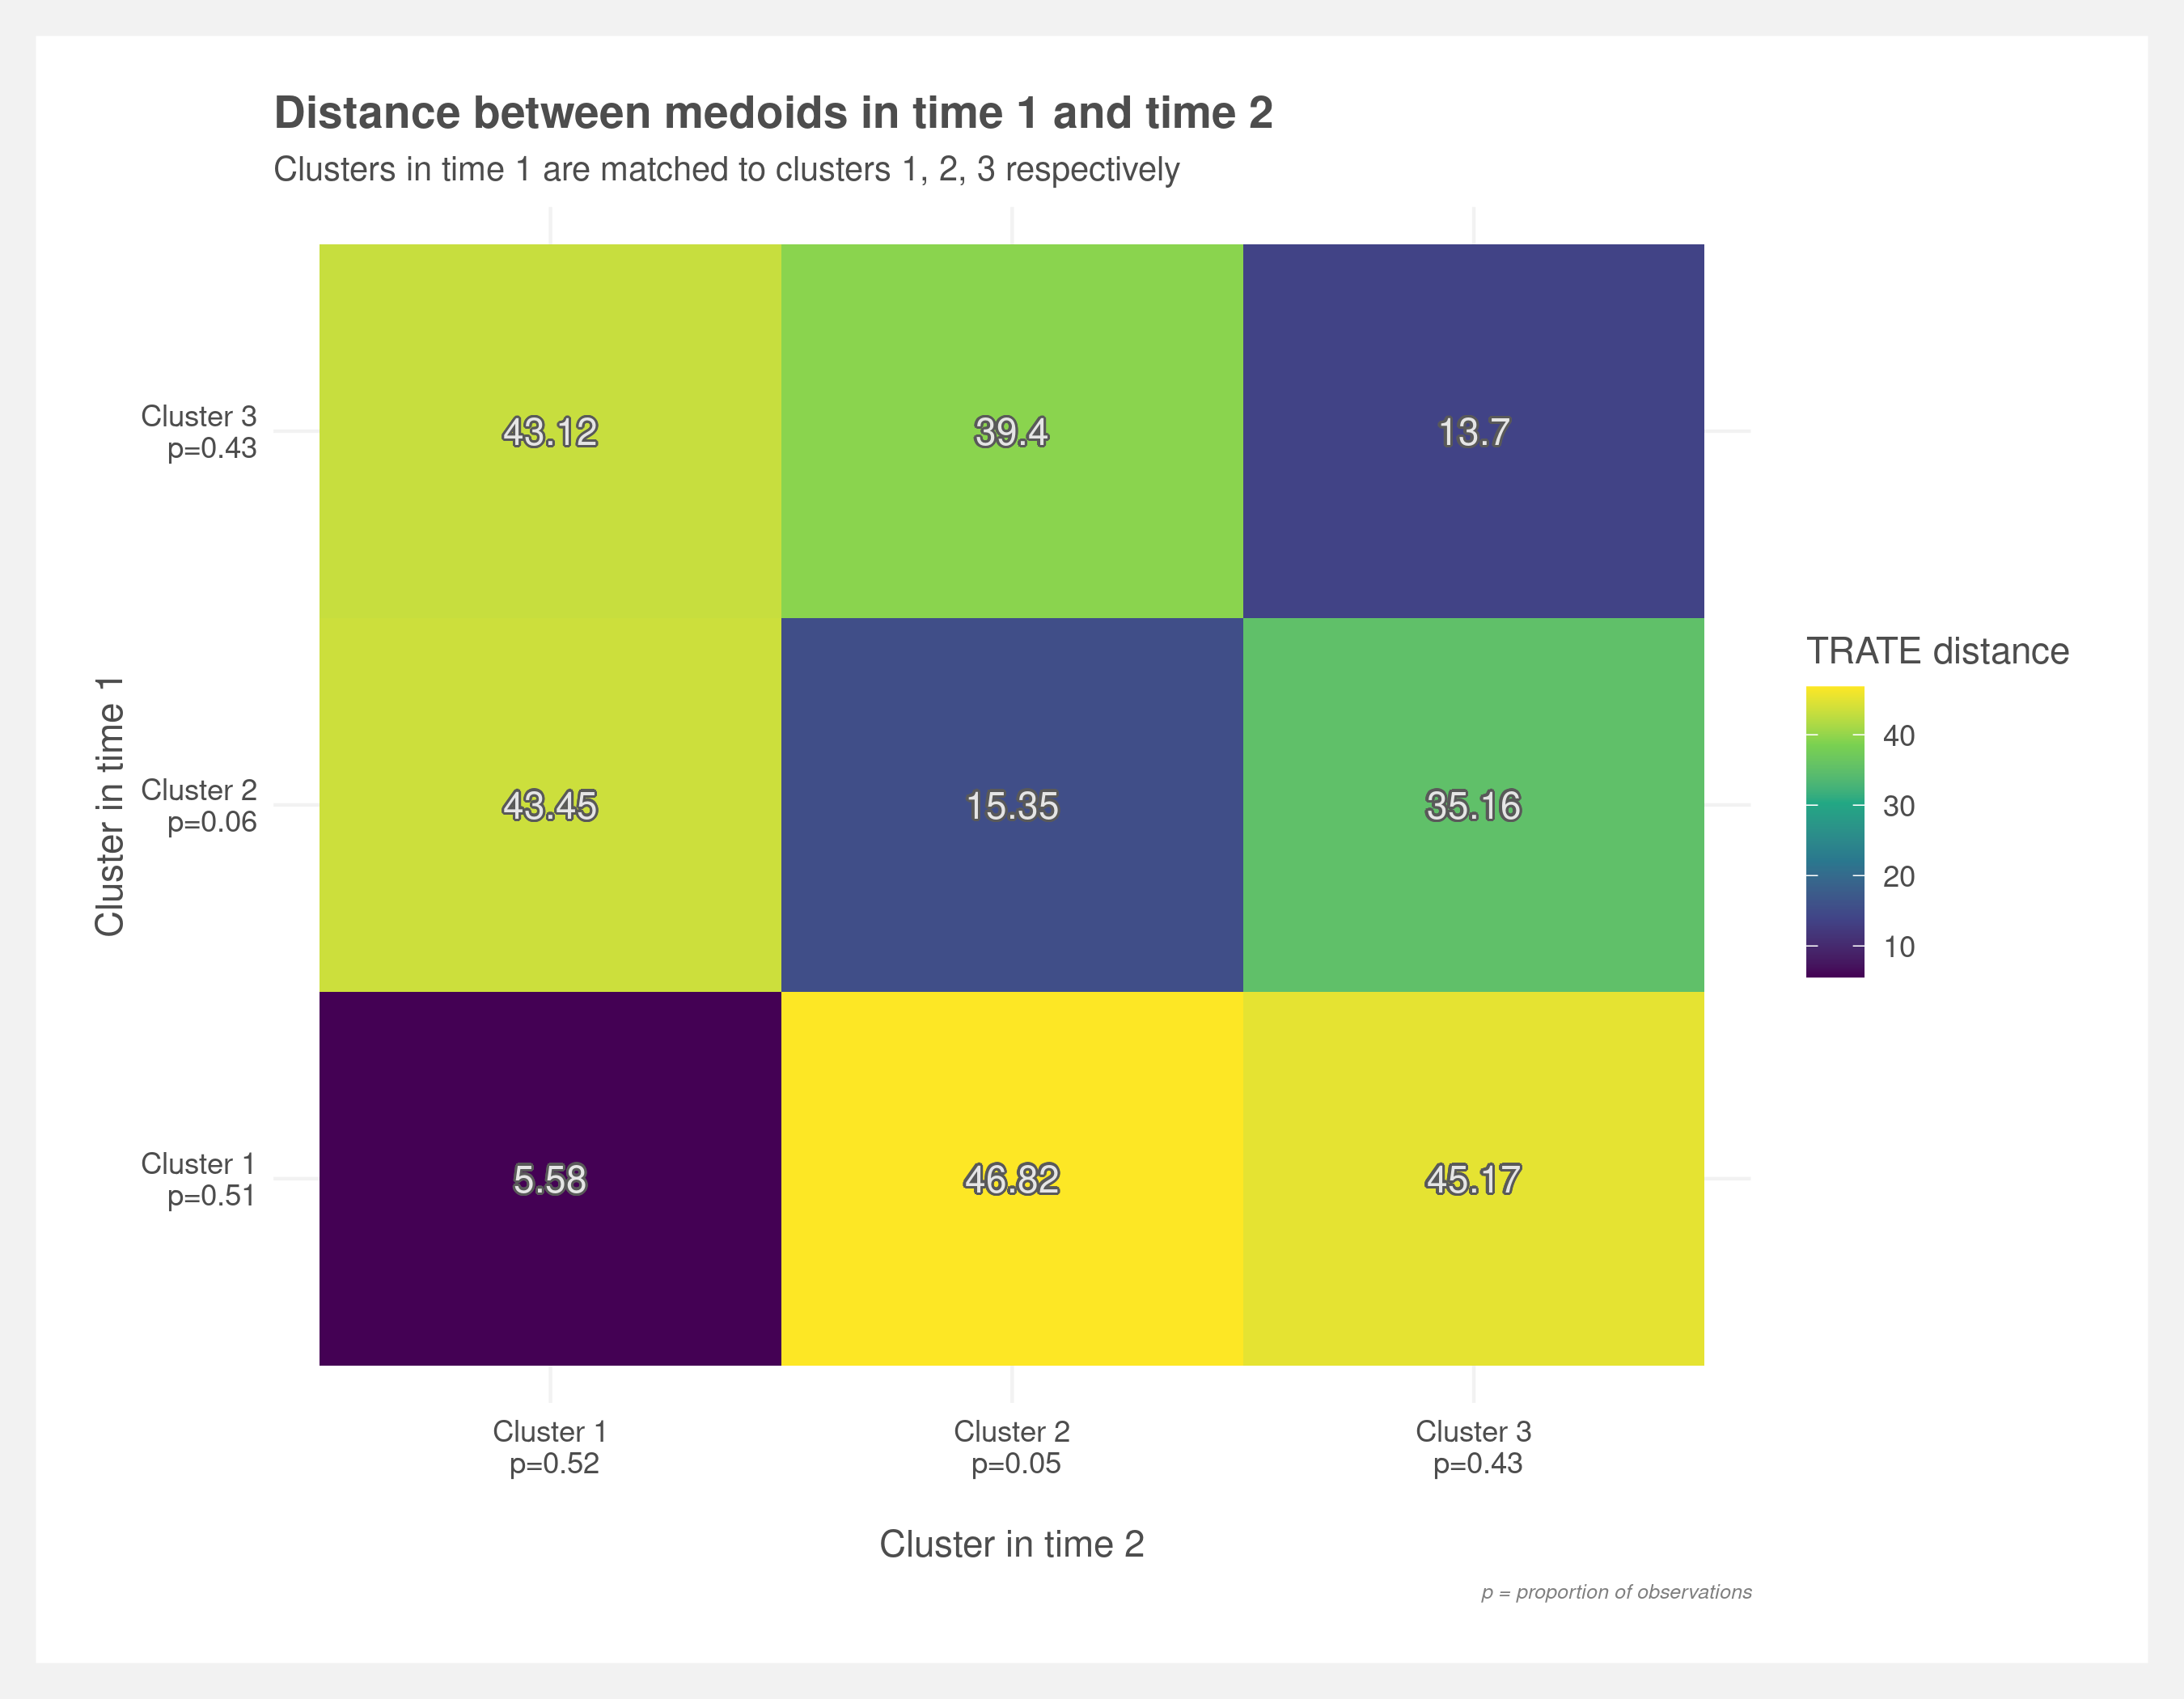 Distance between medoids in time 1 and time 2
Clusters in time 1 are matched to clusters 1, 2, 3 respectively
Cluster in time 1
Cluster 3
p=0.43
43.12
39.4
13.7
Cluster 2
p=0.06
43.45
15.35
35.16
Cluster 1
p=0.51
5.58
46.82
45.17
Cluster 1
p=0.52
Cluster 2
p=0.05
Cluster 3
p=0.43
Cluster in time 2
TRATE distance
40
30
20
10
p = proportion of observations